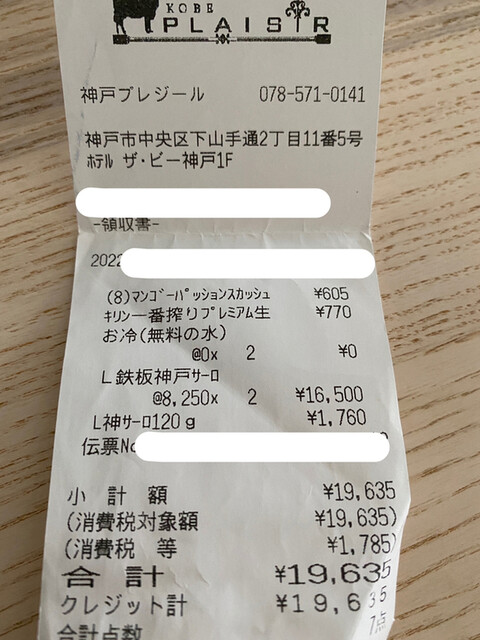 KOBE
PLAISIR
神戸プレジール 078-571-0141
神戸市中央区下山手通2丁目11番5号
ホテル ザ・ビー神戸1F
-領収書-
2022
(8)マンゴーパッションスカッシュ ¥605
キリン一番搾りプレミアム生 ¥770
お冷(無料の水)
@0x 2 ¥0
L鉄板神戸サーロ
@8,250x 2 ¥16,500
L神サーロ120g ¥1,760
伝票No
小計額 ¥19,635
(消費税対象額 ¥19,635)
(消費税 等 ¥1,785)
合計 ¥19,635
クレジット計 ¥19,635
合計点数 7点